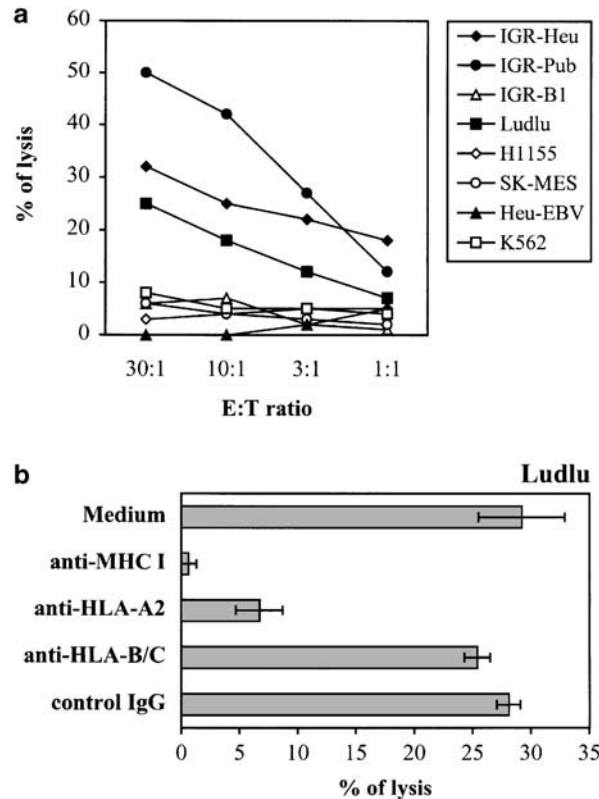 a
60
50
40
30
20
10
0
% of lysis
30:1 10:1 3:1 1:1
E:T ratio
IGR-Heu
IGR-Pub
IGR-B1
Ludlu
H1155
SK-MES
Heu-EBV
K562
b
Ludlu
Medium
anti-MHC I
anti-HLA-A2
anti-HLA-B/C
control IgG
0 5 10 15 20 25 30 35
% of lysis